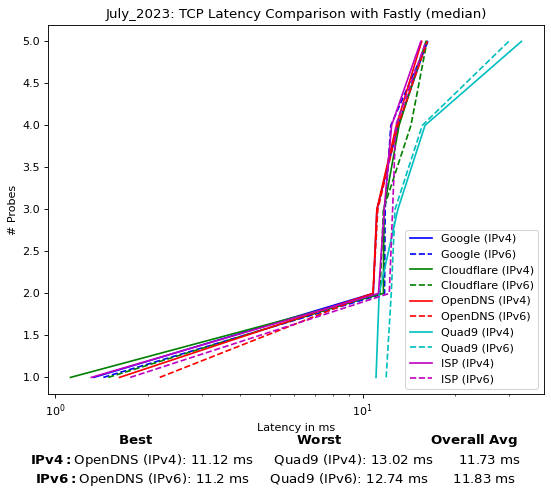 July_2023: TCP Latency Comparison with Fastly (median)
5.0
4.5
4.0
3.5
3.0
2.5
2.0
1.5
1.0
# Probes
Google (IPv4)
Google (IPv6)
Cloudflare (IPv4)
Cloudflare (IPv6)
OpenDNS (IPv4)
OpenDNS (IPv6)
Quad9 (IPv4)
Quad9 (IPv6)
ISP (IPv4)
ISP (IPv6)
10⁰ 10¹
Latency in ms
Best Worst Overall Avg
IPv4: OpenDNS (IPv4): 11.12 ms Quad9 (IPv4): 13.02 ms 11.73 ms
IPv6: OpenDNS (IPv6): 11.2 ms Quad9 (IPv6): 12.74 ms 11.83 ms